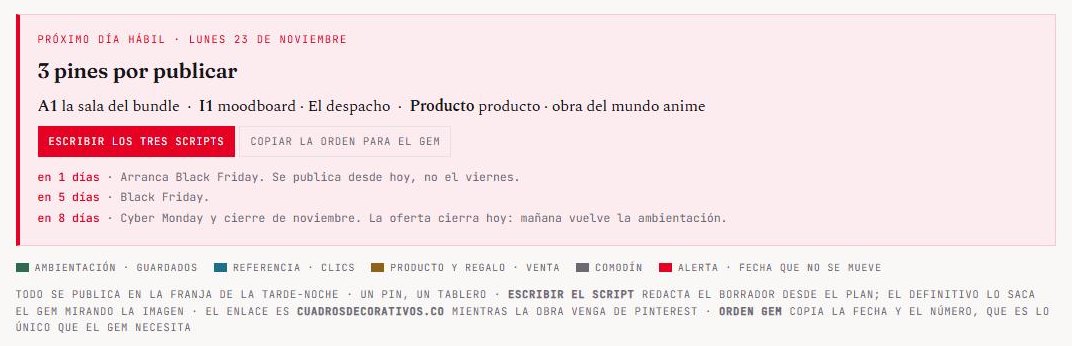 PRÓXIMO DÍA HÁBIL · LUNES 23 DE NOVIEMBRE
3 pines por publicar
A1 la sala del bundle · I1 moodboard · El despacho · Producto producto · obra del mundo anime
ESCRIBIR LOS TRES SCRIPTS COPIAR LA ORDEN PARA EL GEM
en 1 días · Arranca Black Friday. Se publica desde hoy, no el viernes.
en 5 días · Black Friday.
en 8 días · Cyber Monday y cierre de noviembre. La oferta cierra hoy: mañana vuelve la ambientación.
AMBIENTACIÓN · GUARDADOS REFERENCIA · CLICS PRODUCTO Y REGALO · VENTA COMODÍN ALERTA · FECHA QUE NO SE MUEVE
TODO SE PUBLICA EN LA FRANJA DE LA TARDE-NOCHE · UN PIN, UN TABLERO · ESCRIBIR EL SCRIPT REDACTA EL BORRADOR DESDE EL PLAN; EL DEFINITIVO LO SACA
EL GEM MIRANDO LA IMAGEN · EL ENLACE ES CUADROSDECORATIVOS.CO MIENTRAS LA OBRA VENGA DE PINTEREST · ORDEN GEM COPIA LA FECHA Y EL NÚMERO, QUE ES LO
ÚNICO QUE EL GEM NECESITA